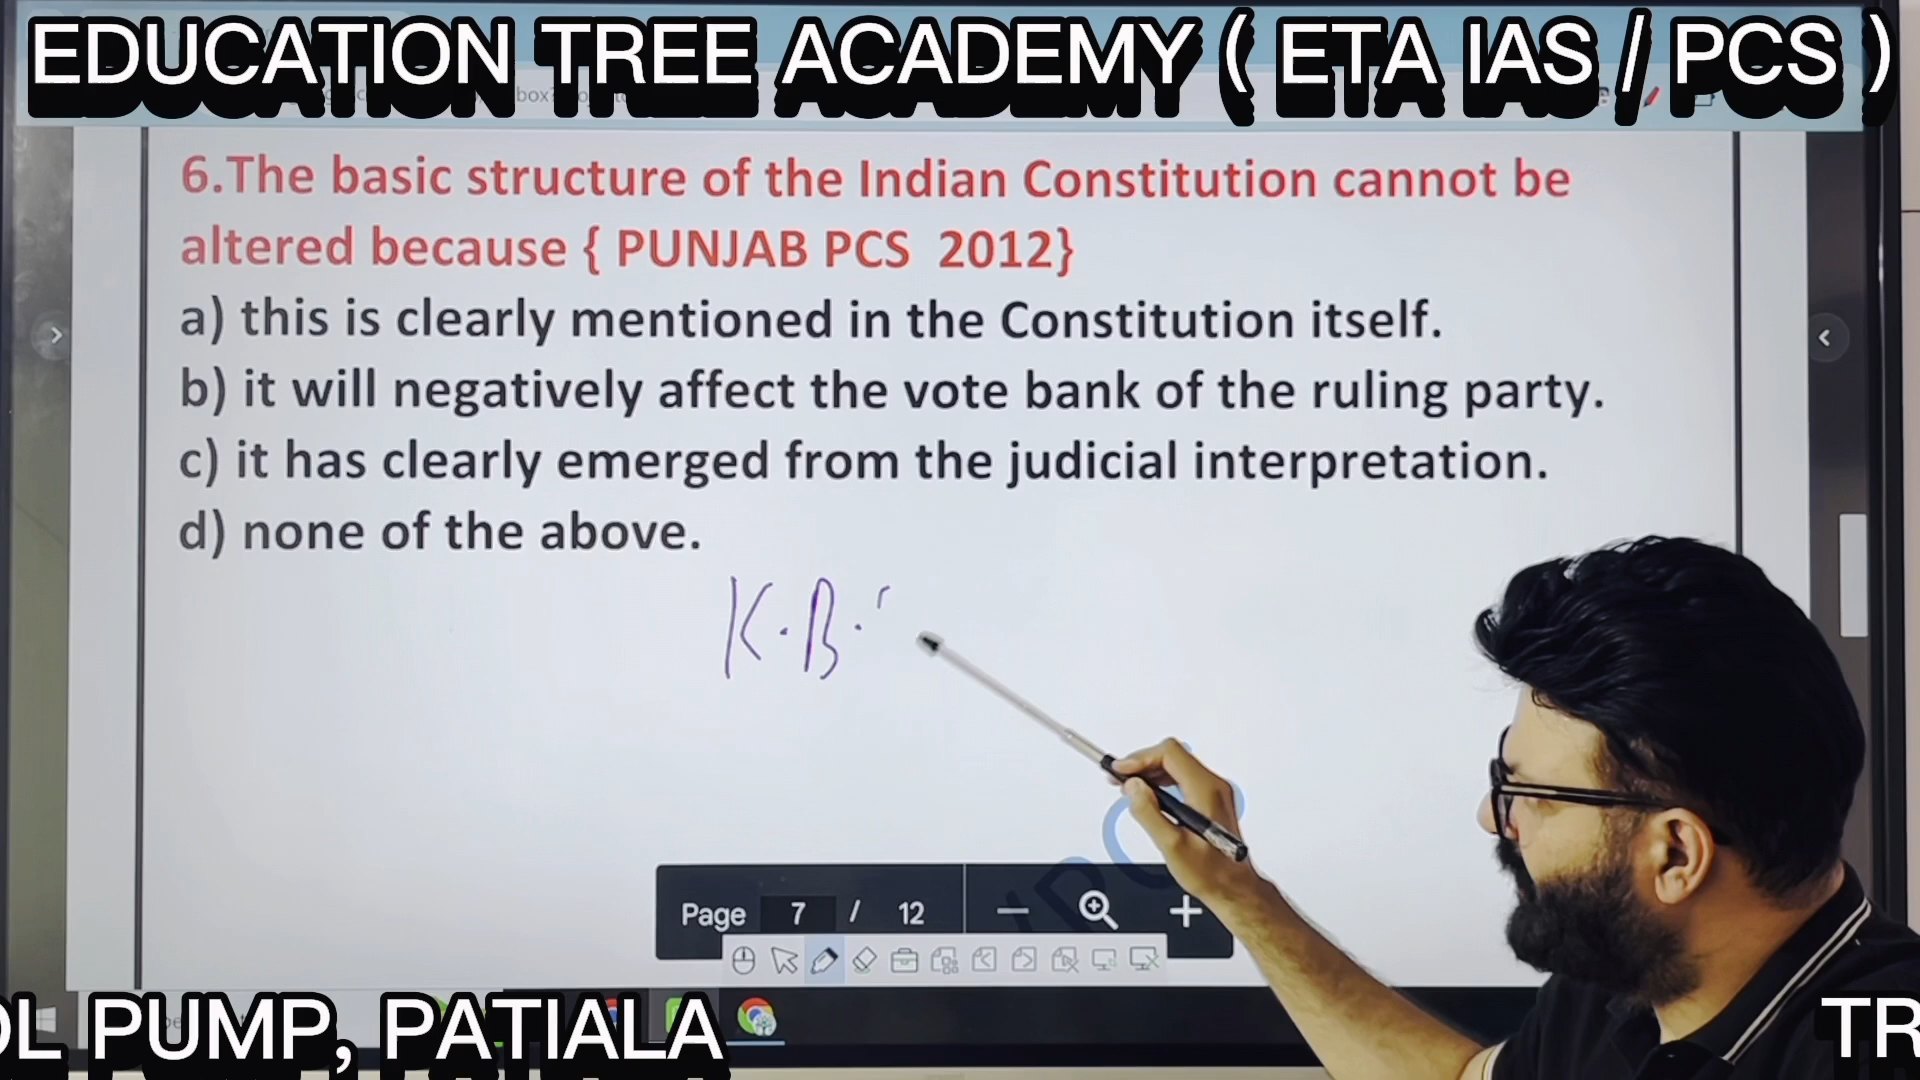 EDUCATION TREE ACADEMY ( ETA IAS / PCS )
6.The basic structure of the Indian Constitution cannot be
altered because { PUNJAB PCS 2012}
a) this is clearly mentioned in the Constitution itself.
b) it will negatively affect the vote bank of the ruling party.
c) it has clearly emerged from the judicial interpretation.
d) none of the above.
K.B.
Page 7 / 12
OL PUMP, PATIALA
TR